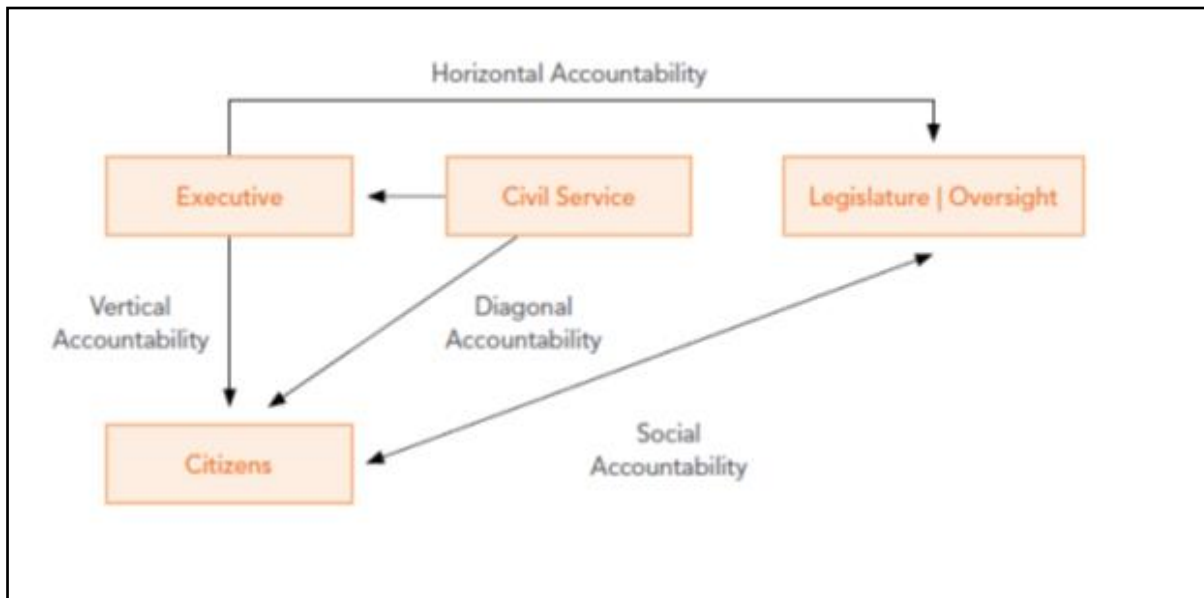 Horizontal Accountability
Executive
Civil Service
Legislature | Oversight
Vertical
Accountability
Diagonal
Accountability
Citizens
Social
Accountability